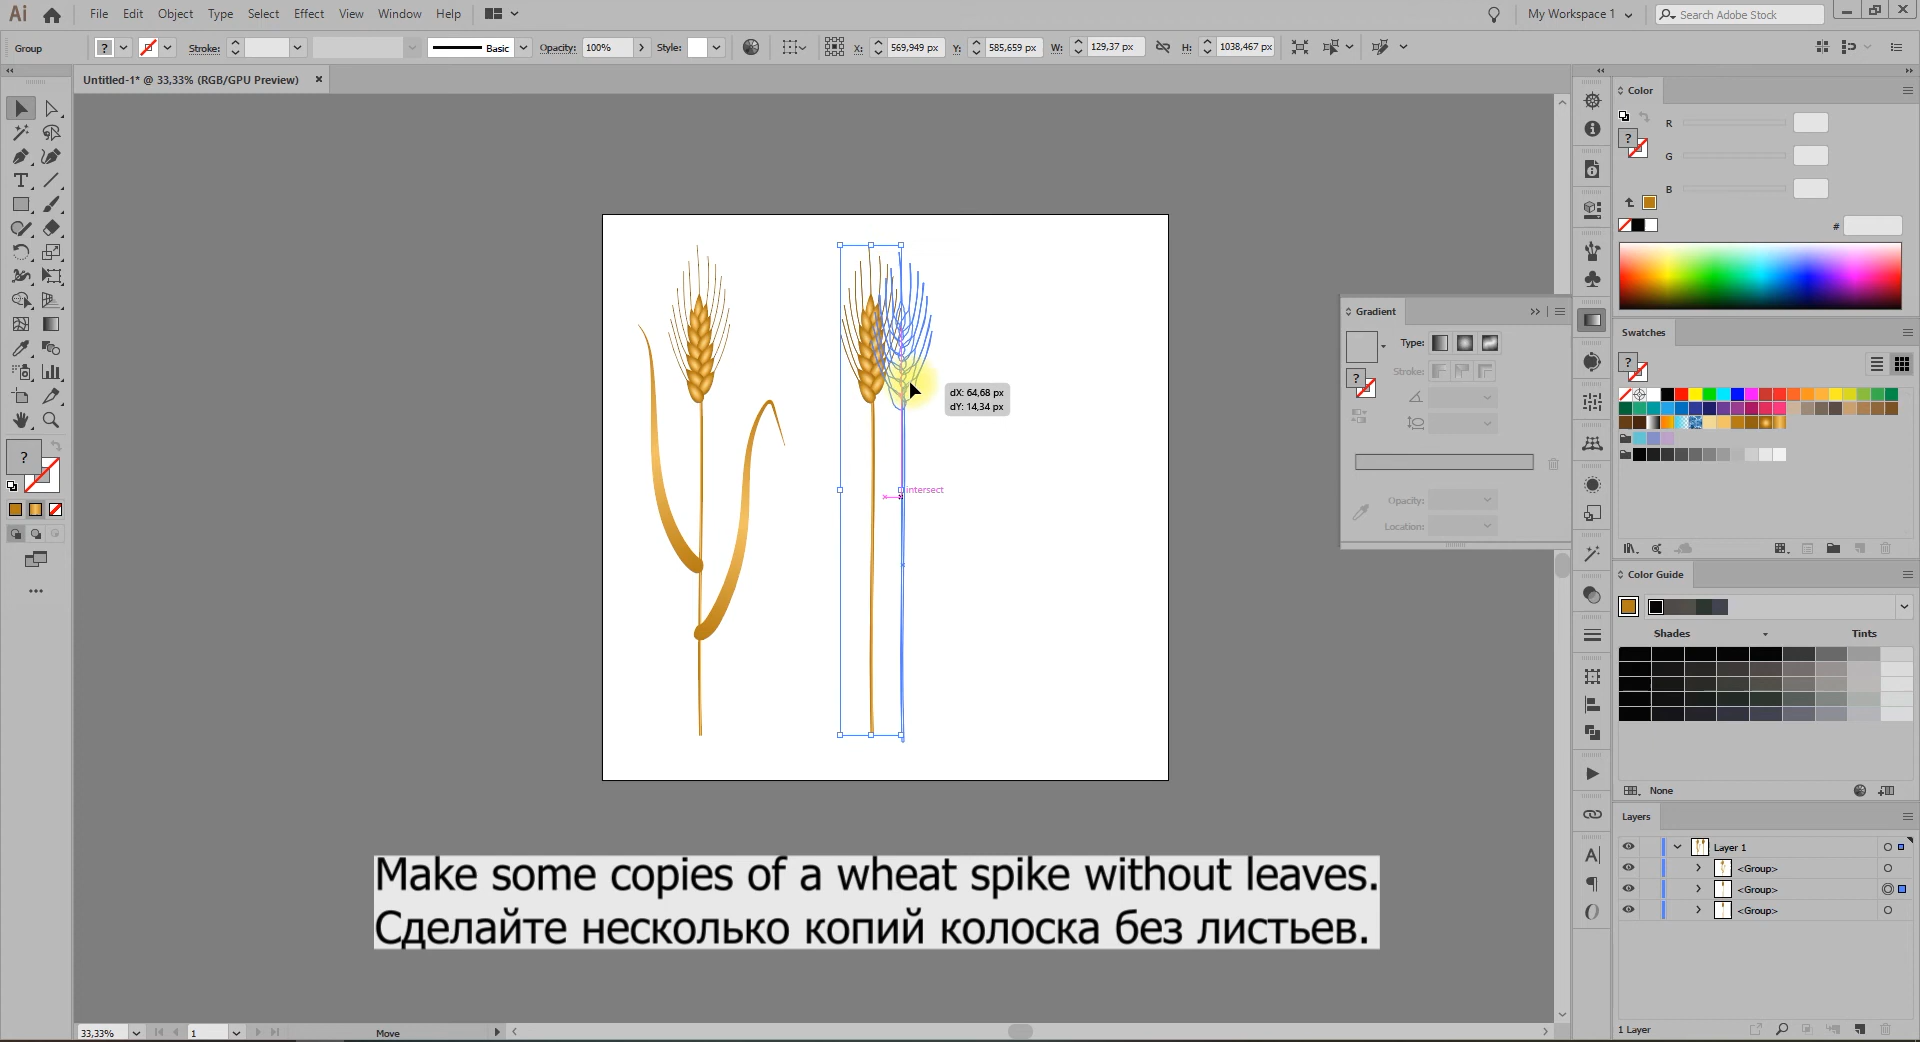 Ai File Edit Object Type Select Effect View Window Help My Workspace 1 Search Adobe Stock
Group ? Stroke: Basic Opacity: 100% Style: X: 569,949 px Y: 585,659 px W: 129,37 px H: 1038,467 px
Untitled-1* @ 33,33% (RGB/GPU Preview)
Color
R
G
B
#
Gradient
Type:
Stroke:
Opacity:
Location:
Swatches
dX: 64,68 px
dY: 14,34 px
intersect
Color Guide
Shades Tints
None
Layers
Layer 1
<Group>
<Group>
<Group>
1 Layer
Make some copies of a wheat spike without leaves.
Сделайте несколько копий колоска без листьев.
33,33% 1 Move